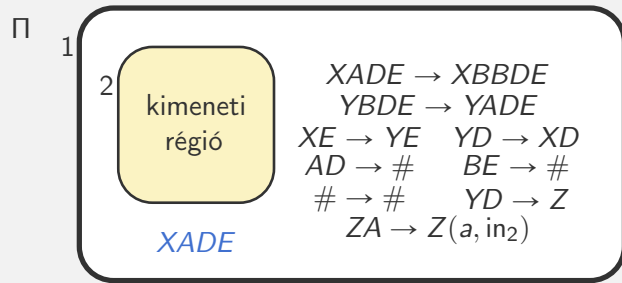 Π
1
2
kimeneti
régió
XADE
XADE → XBBDE
YBDE → YADE
XE → YE YD → XD
AD → # BE → #
# → # YD → Z
ZA → Z(a, in₂)